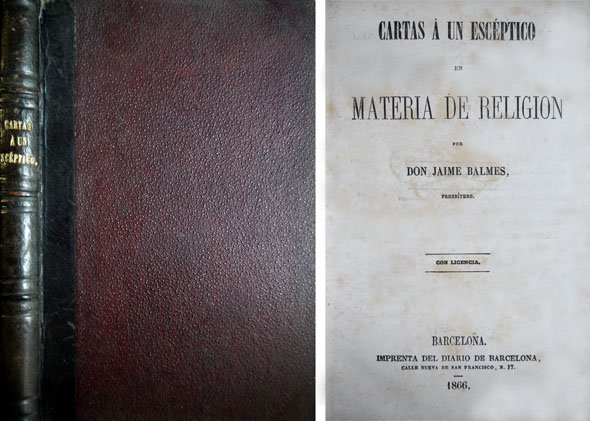 CARTAS
Á UN
ESCÉPTICO.
CARTAS Á UN ESCÉPTICO
EN
MATERIA DE RELIGION
POR
DON JAIME BALMES,
PRESBÍTERO.
CON LICENCIA.
BARCELOÑA.
IMPRENTA DEL DIARIO DE BARCELONA,
CALLE NUEVA DE SAN FRANCISCO, N. 17.
1866.